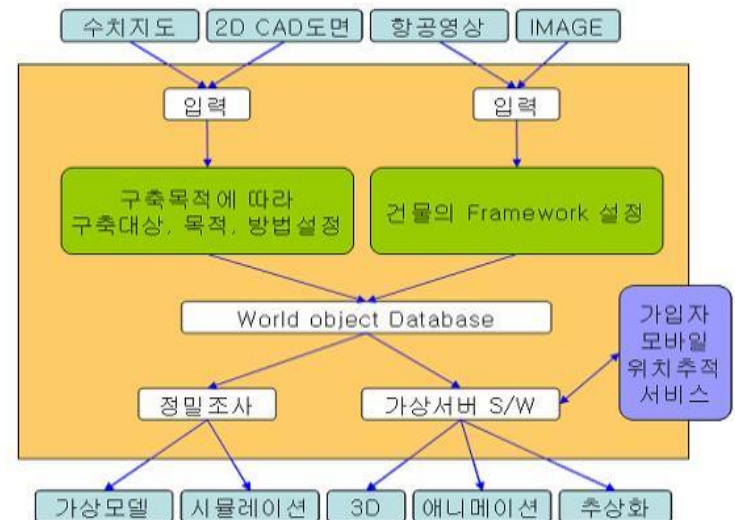 수치지도
2D CAD도면
항공영상
IMAGE
입력
입력
구축목적에 따라
구축대상, 목적, 방법설정
건물의 Framework 설정
World object Database
가입자
모바일
위치추적
서비스
정밀조사
가상서버 S/W
가상모델
시뮬레이션
3D
애니메이션
추상화